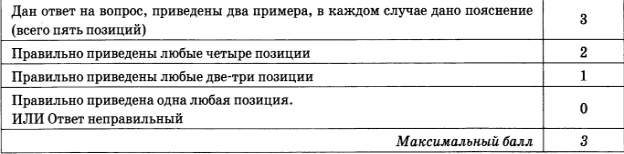 Дан ответ на вопрос, приведены два примера, в каждом случае дано пояснение
(всего пять позиций)
3
Правильно приведены любые четыре позиции
2
Правильно приведены любые две-три позиции
1
Правильно приведена одна любая позиция.
ИЛИ Ответ неправильный
0
Максимальный балл
3